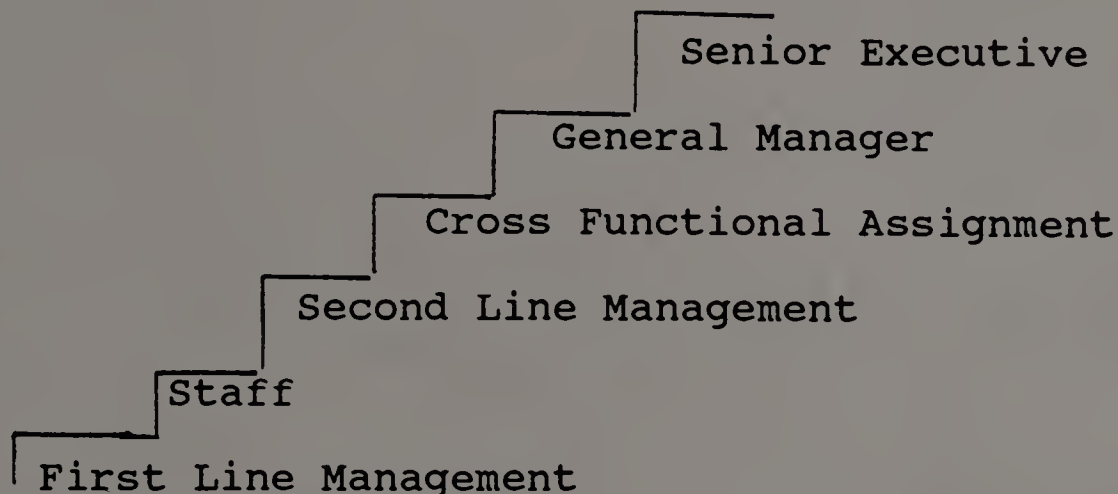 Senior Executive
General Manager
Cross Functional Assignment
Second Line Management
Staff
First Line Management